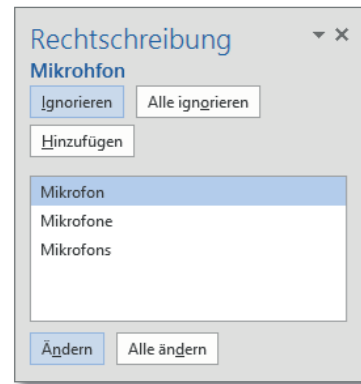 Rechtschreibung
Mikrohfon
Ignorieren Alle ignorieren
Hinzufügen
Mikrofon
Mikrofone
Mikrofons
Ändern Alle ändern